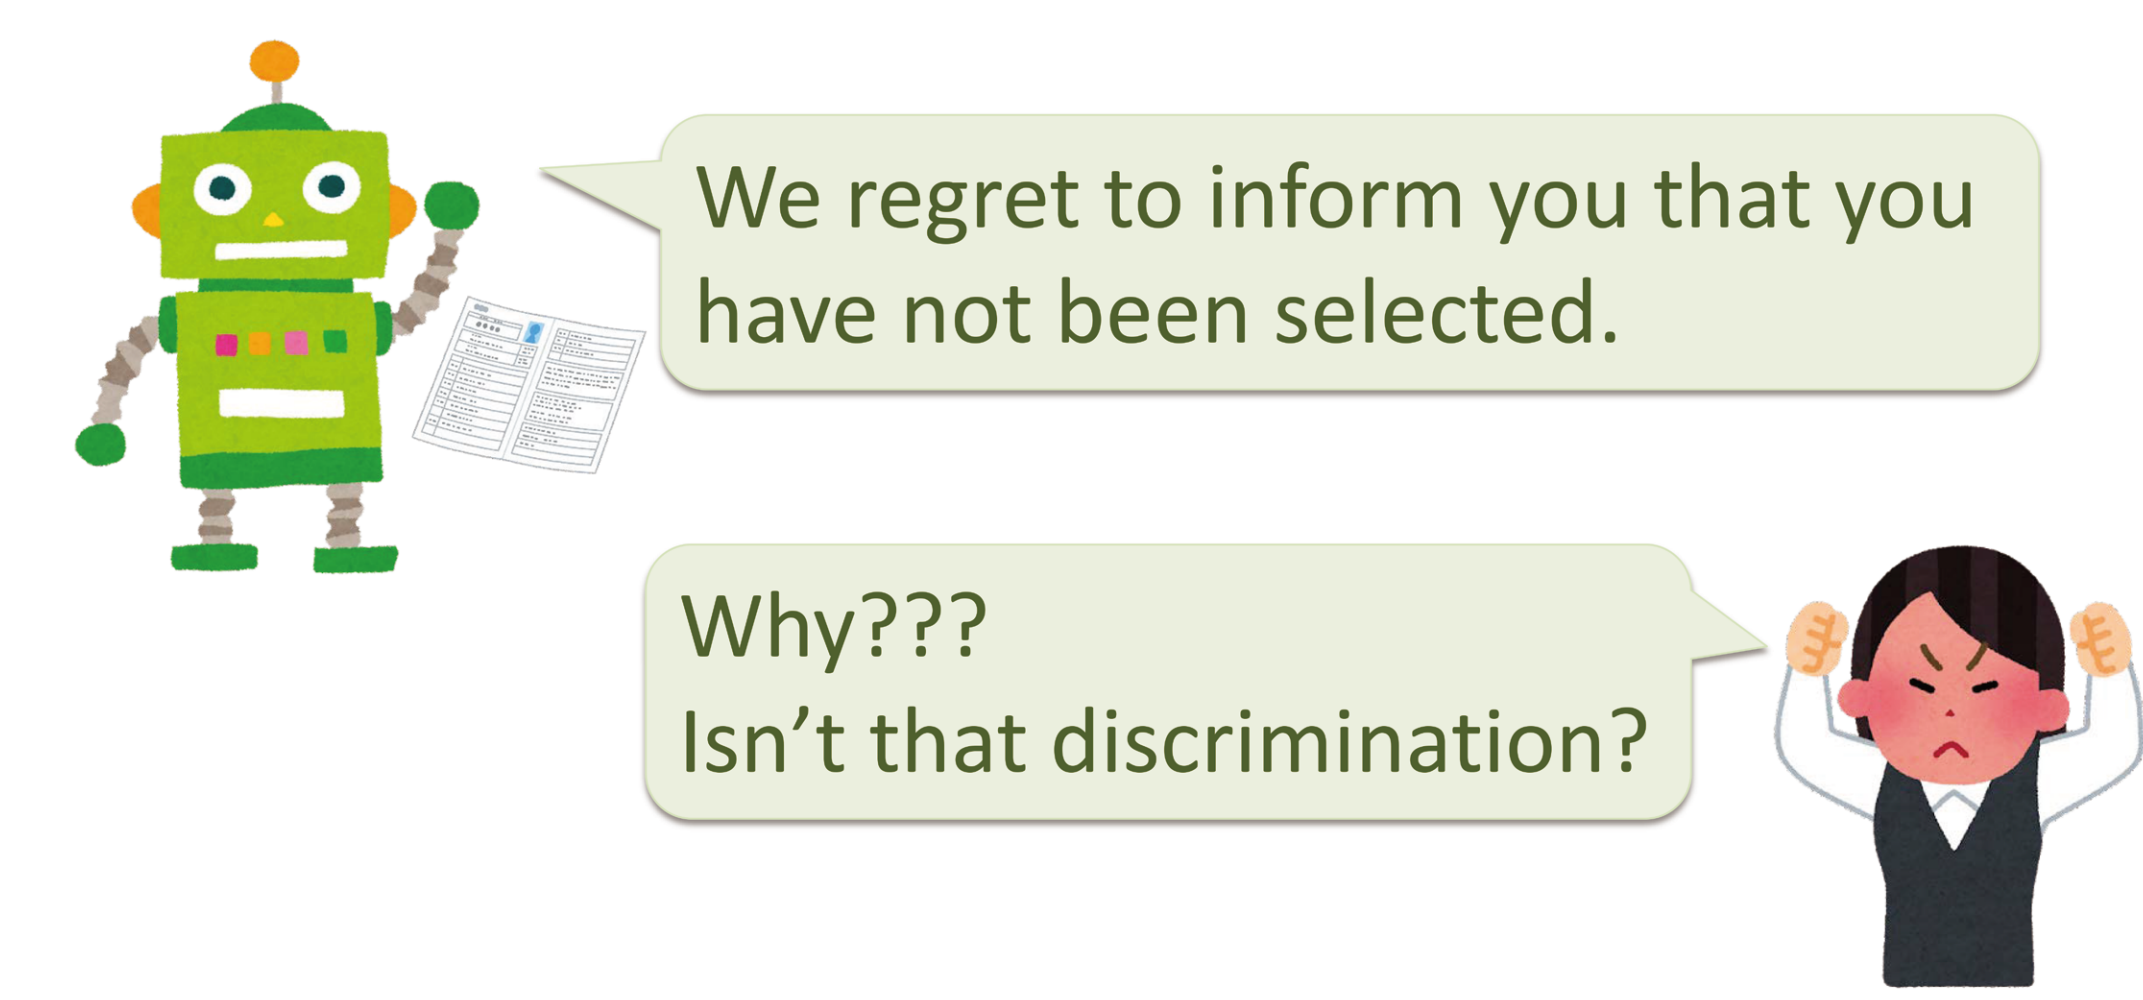 We regret to inform you that you
have not been selected.
Why???
Isn’t that discrimination?